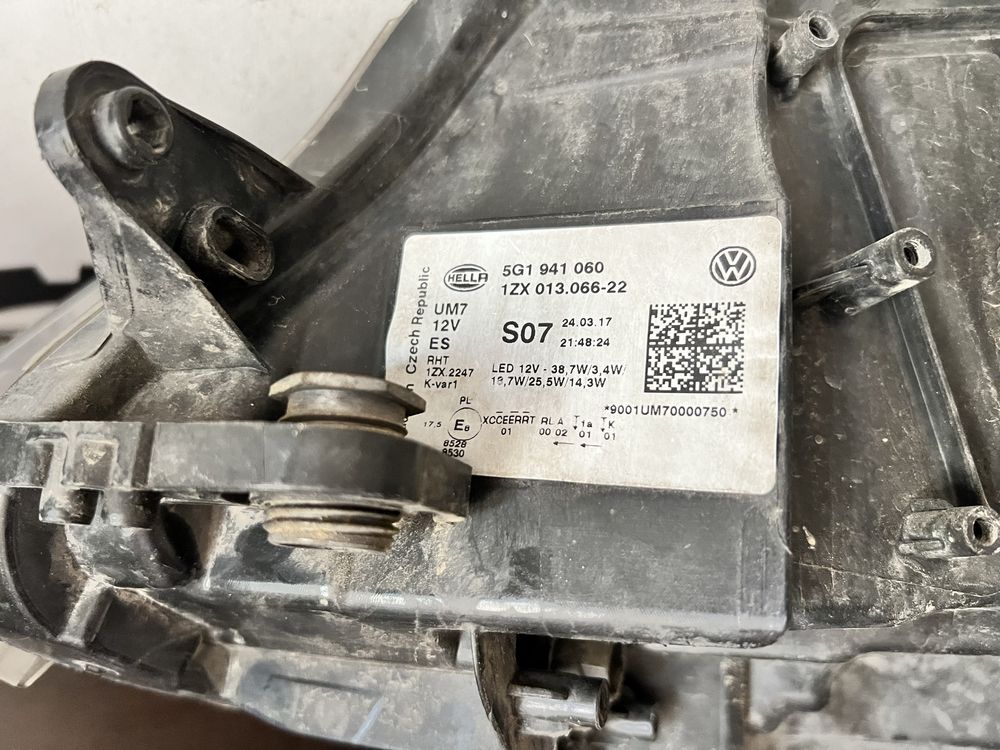 Czech Republic
HELLA
5G1 941 060
1ZX 013.066-22
UM7
12V
ES
RHT
1ZX.2247
K-var1
S07
24.03.17
21:48:24
LED 12V - 38,7W/3,4W/
13,7W/25,5W/14,3W
*9001UM70000750*
PL
17.5
E8
8528
8530
XCCEERRT RL A T1a TK
01 00 02 01 01